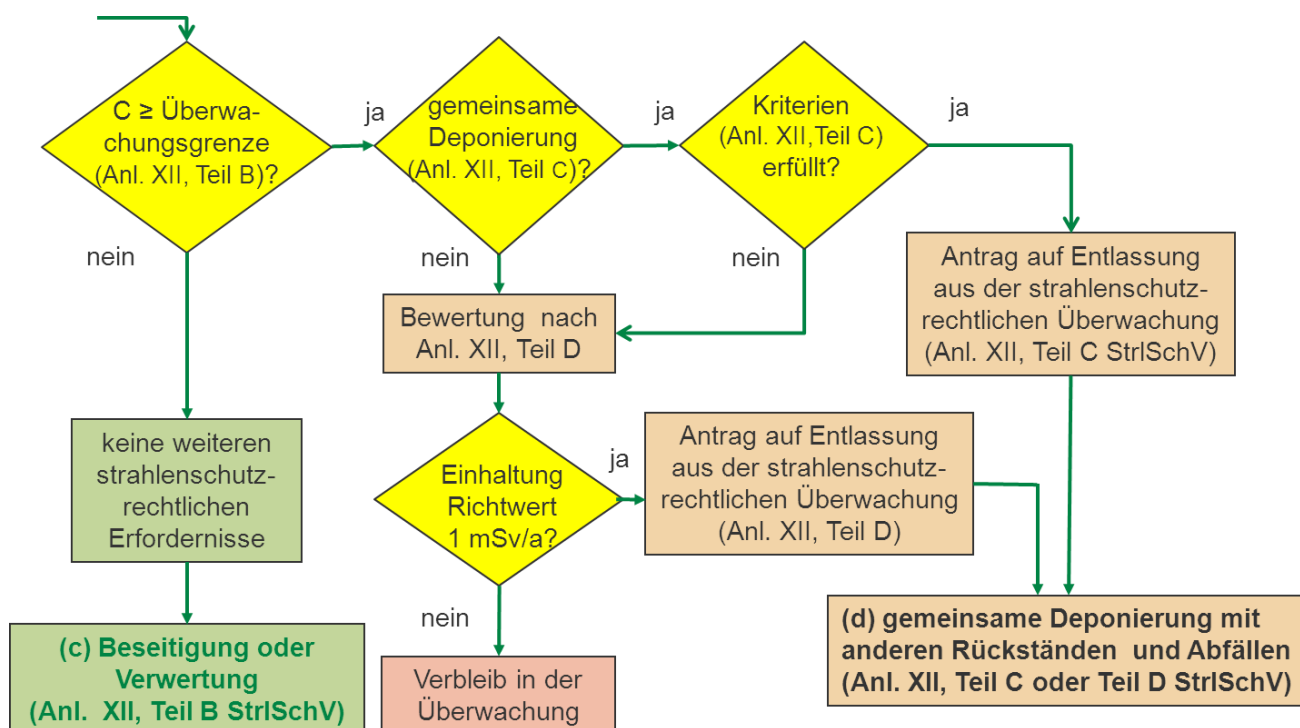 C ≥ Überwa-
chungsgrenze
(Anl. XII, Teil B)?
ja
gemeinsame
Deponierung
(Anl. XII, Teil C)?
ja
Kriterien
(Anl. XII,Teil C)
erfüllt?
ja
nein
nein
nein
Bewertung nach
Anl. XII, Teil D
Antrag auf Entlassung
aus der strahlenschutz-
rechtlichen Überwachung
(Anl. XII, Teil C StrlSchV)
keine weiteren
strahlenschutz-
rechtlichen
Erfordernisse
Einhaltung
Richtwert
1 mSv/a?
ja
Antrag auf Entlassung
aus der strahlenschutz-
rechtlichen Überwachung
(Anl. XII, Teil D)
nein
(c) Beseitigung oder
Verwertung
(Anl. XII, Teil B StrlSchV)
Verbleib in der
Überwachung
(d) gemeinsame Deponierung mit
anderen Rückständen und Abfällen
(Anl. XII, Teil C oder Teil D StrlSchV)